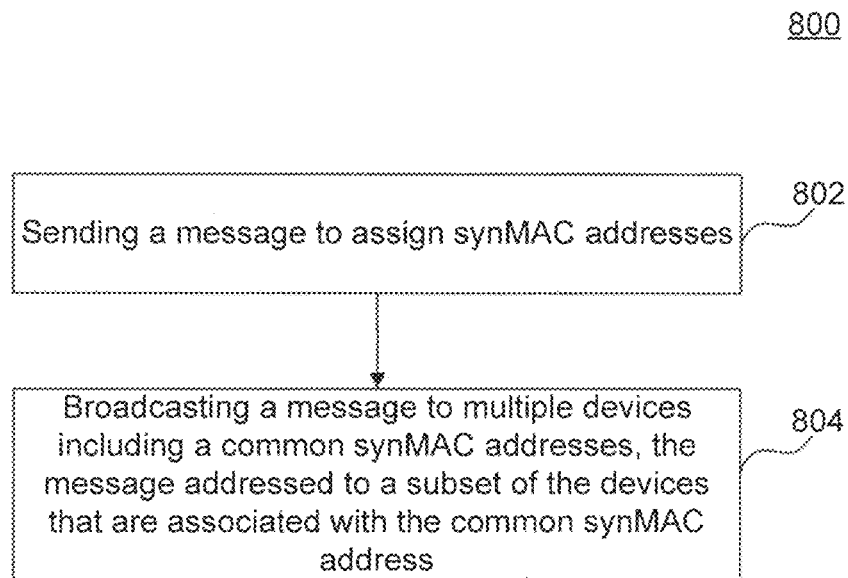 800
802
Sending a message to assign synMAC addresses
Broadcasting a message to multiple devices
804
including a common synMAC addresses, the
message addressed to a subset of the devices
that are associated with the common synMAC
address